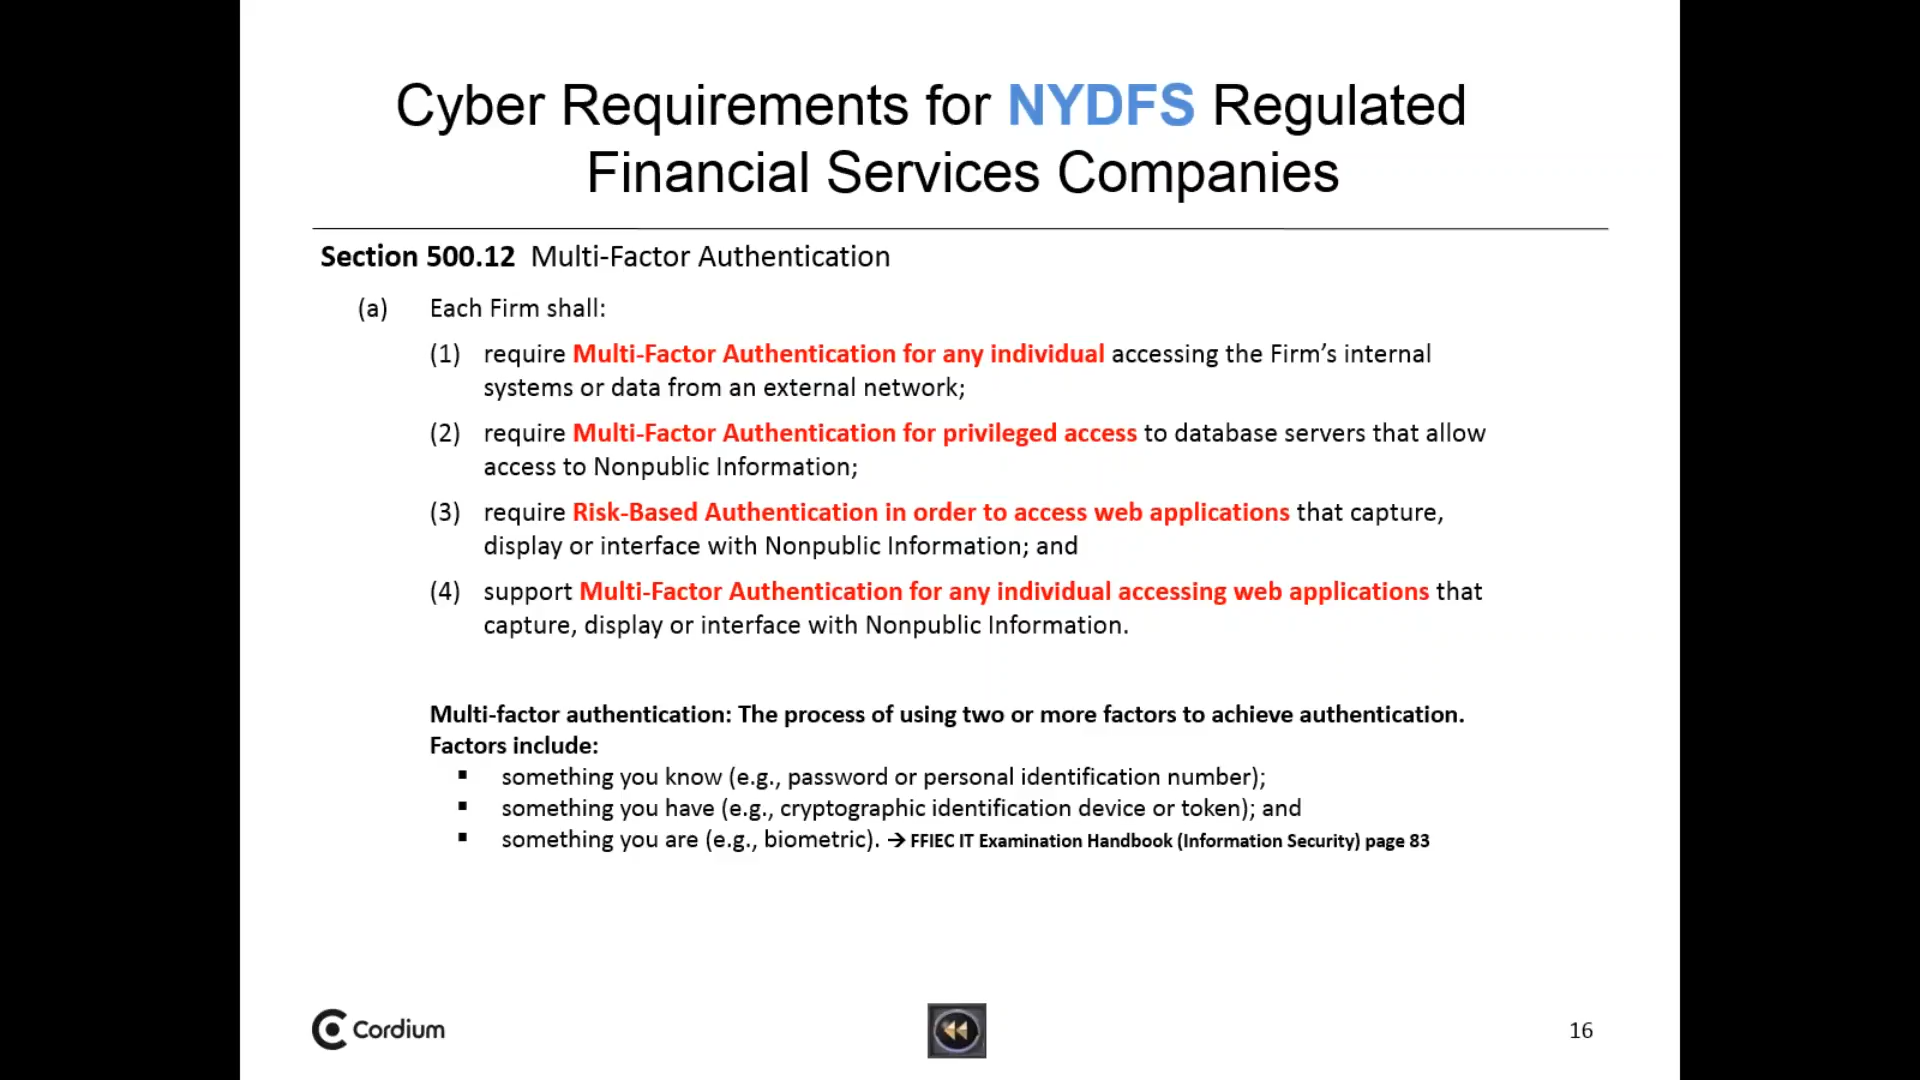 Cyber Requirements for NYDFS Regulated
Financial Services Companies
Section 500.12 Multi-Factor Authentication
(a) Each Firm shall:
(1) require Multi-Factor Authentication for any individual accessing the Firm’s internal
systems or data from an external network;
(2) require Multi-Factor Authentication for privileged access to database servers that allow
access to Nonpublic Information;
(3) require Risk-Based Authentication in order to access web applications that capture,
display or interface with Nonpublic Information; and
(4) support Multi-Factor Authentication for any individual accessing web applications that
capture, display or interface with Nonpublic Information.
Multi-factor authentication: The process of using two or more factors to achieve authentication.
Factors include:
▪ something you know (e.g., password or personal identification number);
▪ something you have (e.g., cryptographic identification device or token); and
▪ something you are (e.g., biometric). → FFIEC IT Examination Handbook (Information Security) page 83
Cordium
16